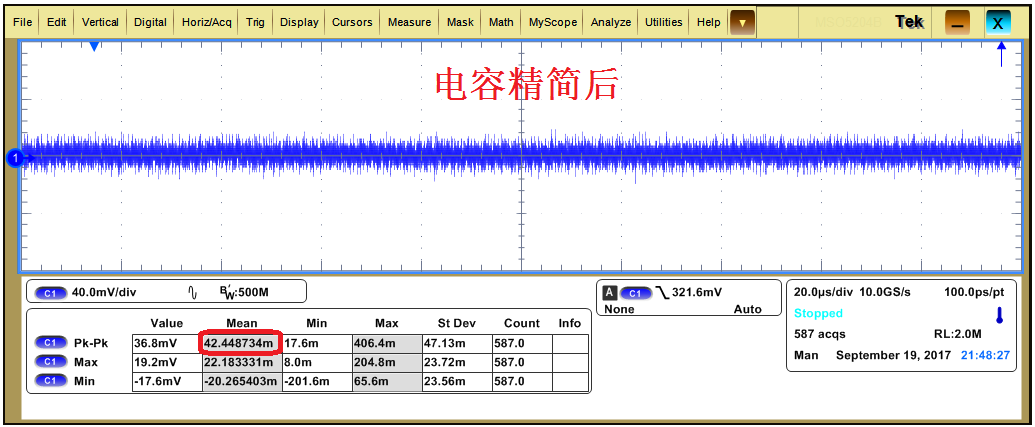 File Edit Vertical Digital Horiz/Acq Trig Display Cursors Measure Mask Math MyScope Analyze Utilities Help Tek X
电容精简后
1
C1 40.0mV/div BW:500M
A C1 321.6mV
None Auto
20.0µs/div 10.0GS/s 100.0ps/pt
Stopped
587 acqs RL:2.0M
Man September 19, 2017 21:48:27
Value Mean Min Max St Dev Count Info
C1 Pk-Pk 36.8mV 42.448734m 17.6m 406.4m 47.13m 587.0
C1 Max 19.2mV 22.183331m 8.0m 204.8m 23.72m 587.0
C1 Min -17.6mV -20.265403m -201.6m 65.6m 23.56m 587.0